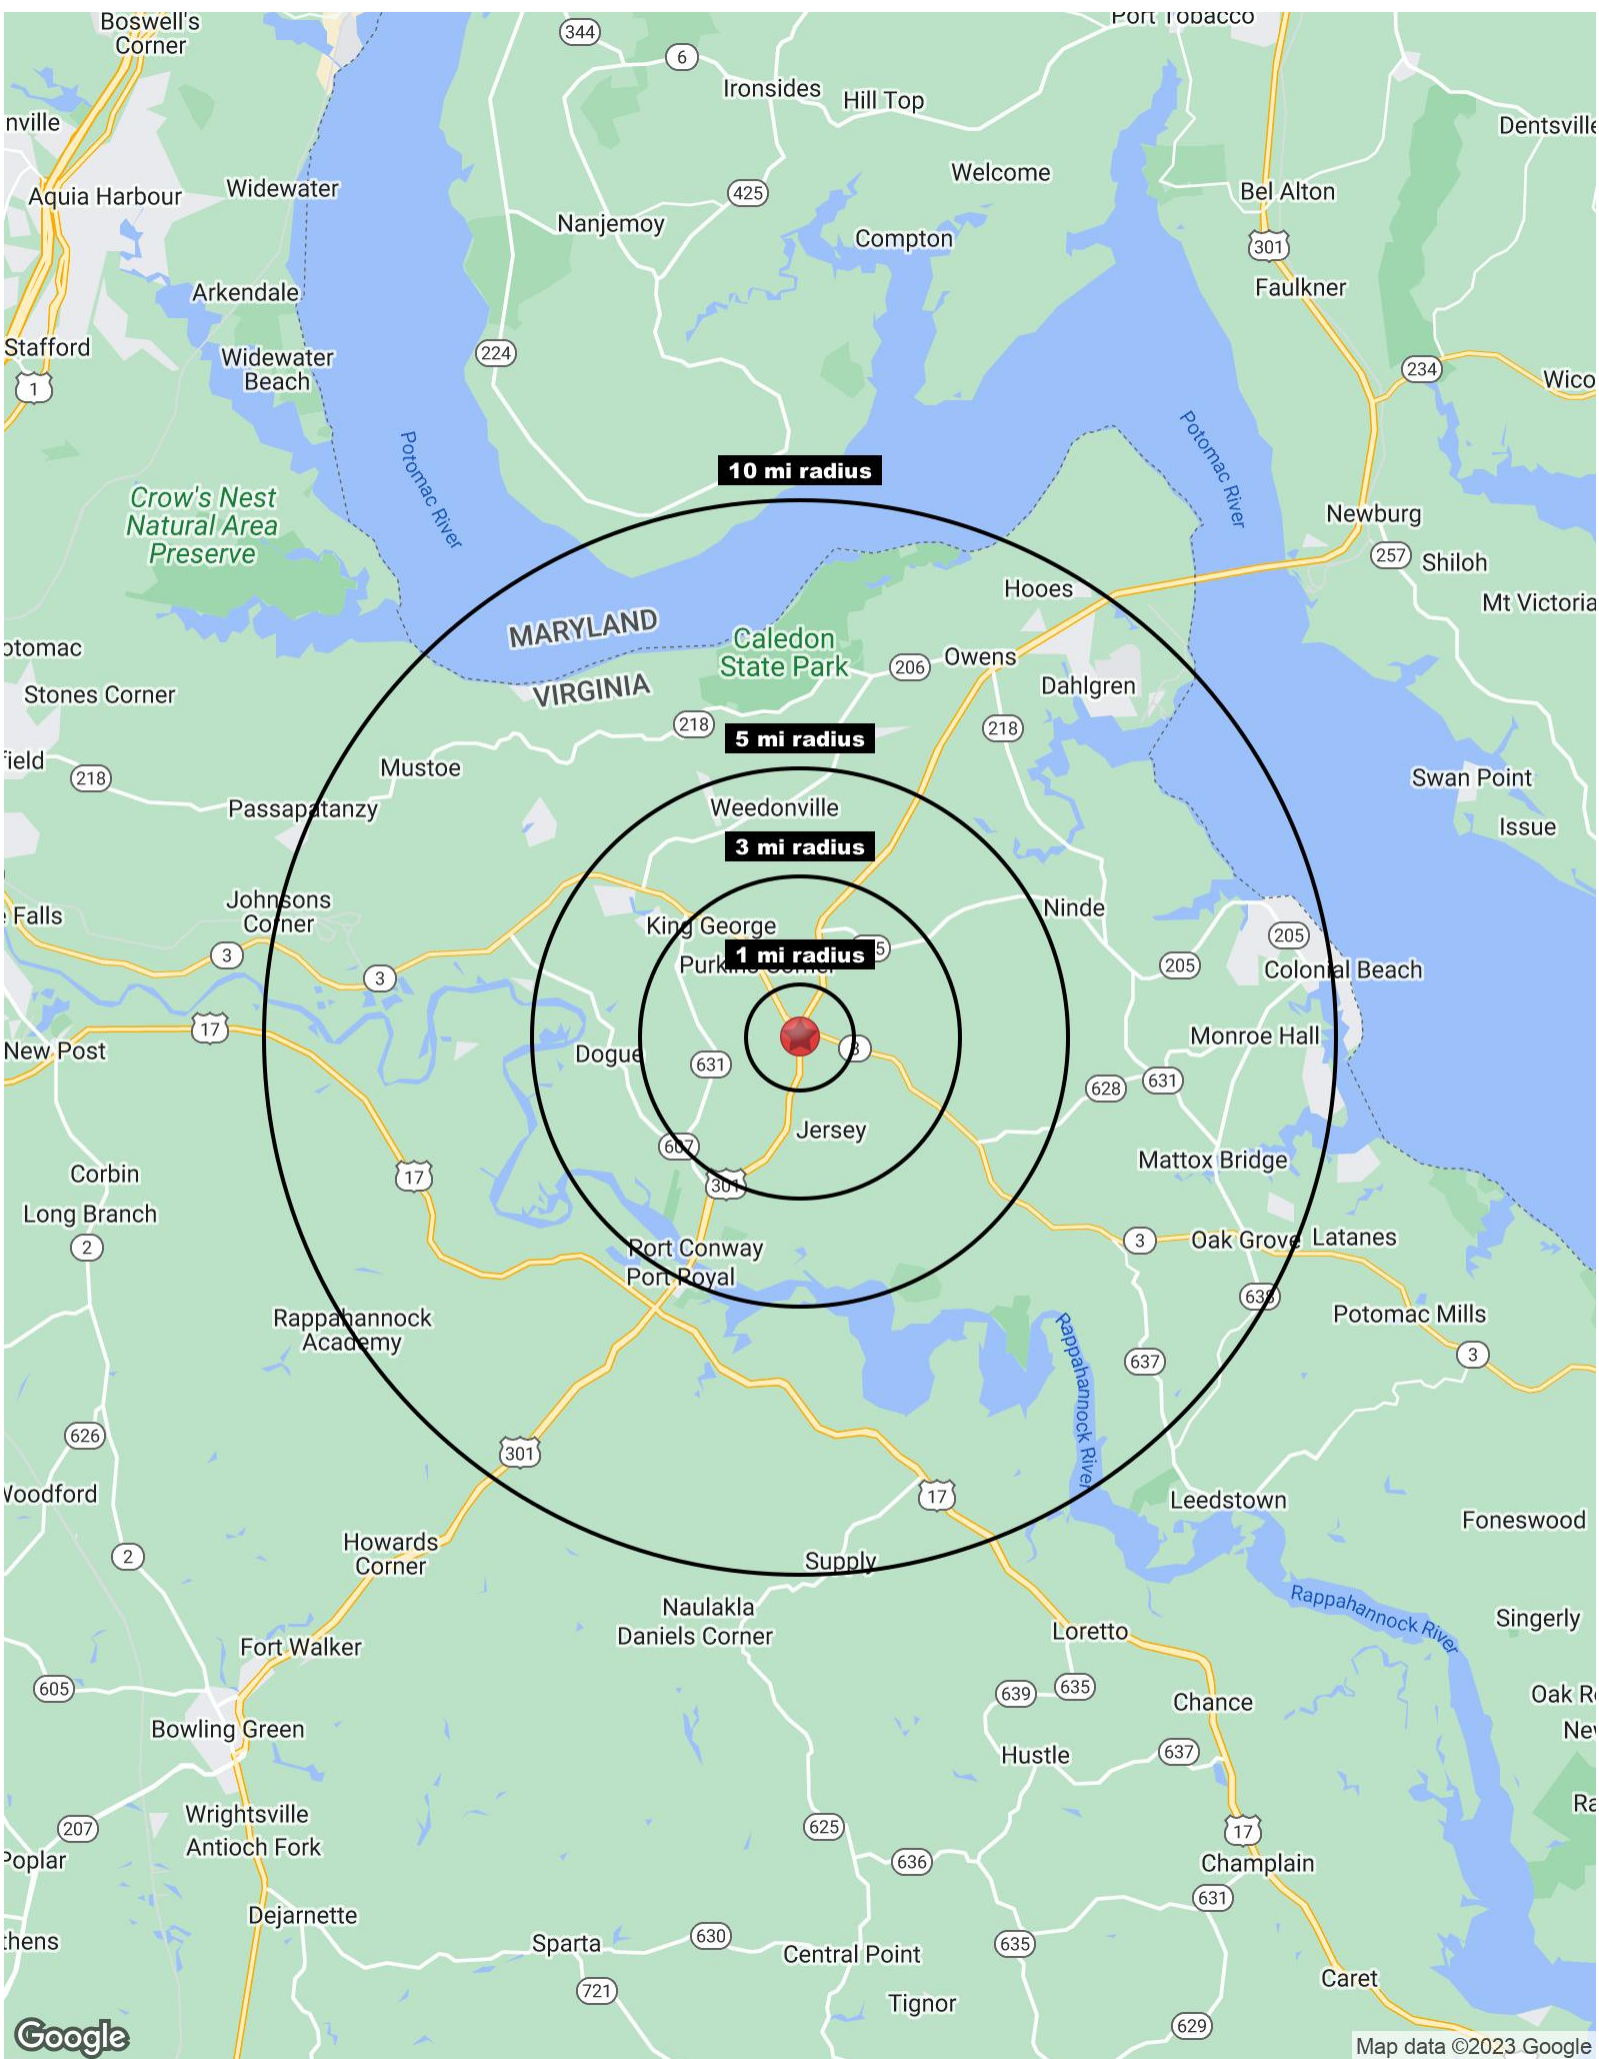 Boswell's
Corner
344
6
Port Tobacco
Ironsides
Hill Top
nville
Dentsville
Aquia Harbour
Widewater
425
Welcome
Bel Alton
Nanjemoy
Compton
301
Arkendale
Faulkner
Stafford
1
Widewater
Beach
224
234
Wico
Potomac River
Potomac River
10 mi radius
Crow's Nest
Natural Area
Preserve
Newburg
257
Shiloh
Hooes
Mt Victoria
MARYLAND
otomac
Caledon
State Park
206
Owens
Stones Corner
VIRGINIA
Dahlgren
218
218
5 mi radius
field
218
Mustoe
Swan Point
Passapatanzy
Weedonville
Issue
3 mi radius
Johnsons
Corner
Falls
King George
Ninde
205
3
3
1 mi radius
5
Purkins Corner
205
Colonial Beach
17
New Post
Dogue
631
3
Monroe Hall
628
631
Jersey
607
Corbin
17
301
Mattox Bridge
Long Branch
2
Port Conway
Port Royal
3
Oak Grove
Latanes
638
Rappahannock
Academy
Potomac Mills
Rappahannock River
637
3
626
301
Woodford
17
Leedstown
Foneswood
Howards
Corner
2
Supply
Naulakla
Daniels Corner
Rappahannock River
Singerly
Fort Walker
Loretto
605
639
635
Oak R
Chance
Bowling Green
New
Hustle
637
Wrightsville
Antioch Fork
207
625
17
Ra
Poplar
636
Champlain
631
Dejarnette
thens
Sparta
630
Central Point
635
721
Tignor
Caret
629
Google
Map data ©2023 Google